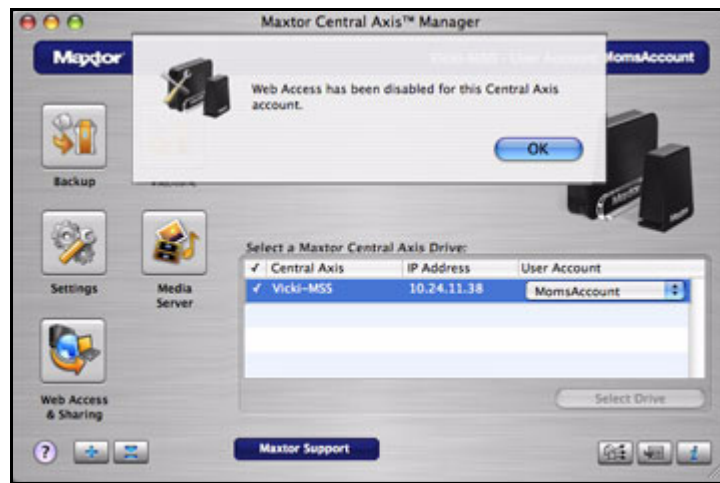 Maxtor Central Axis™ Manager
Maxtor
MomsAccount
Web Access has been disabled for this Central Axis
account.
OK
Backup
Settings
Media
Server
Web Access
& Sharing
Select a Maxtor Central Axis Drive:
✓ Central Axis IP Address User Account
✓ Vicki-MSS 10.24.11.38 MomsAccount
Select Drive
? Maxtor Support i